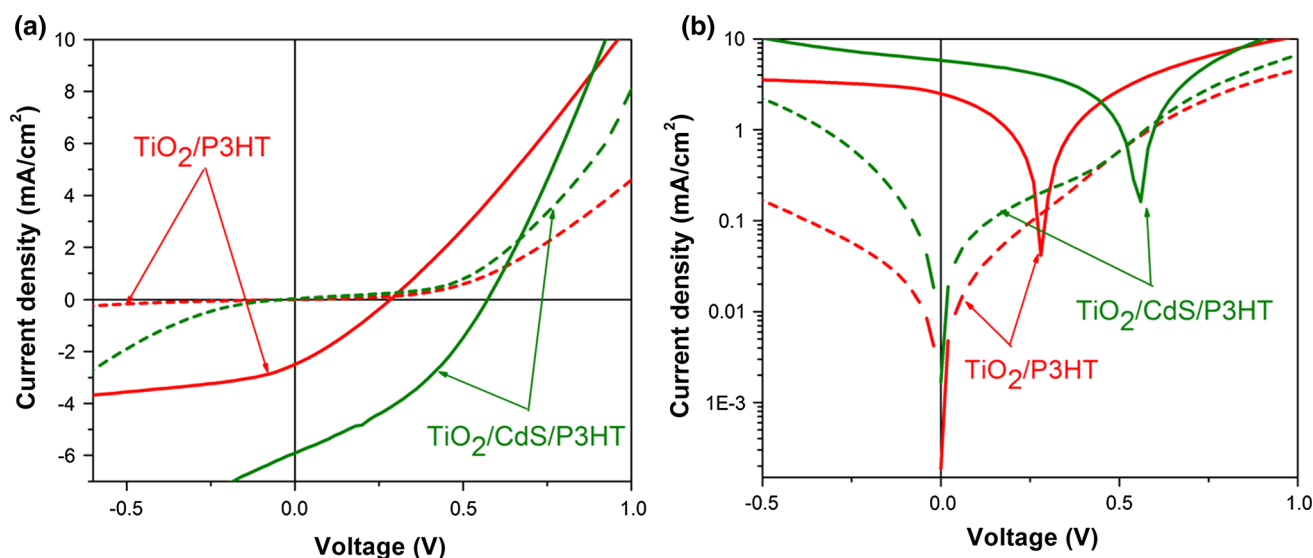 (a)
10
8
6
4
2
0
-2
-4
-6
Current density (mA/cm²)
TiO₂/P3HT
TiO₂/CdS/P3HT
-0.5
0.0
0.5
1.0
Voltage (V)
(b)
10
1
0.1
0.01
1E-3
Current density (mA/cm²)
TiO₂/CdS/P3HT
TiO₂/P3HT
-0.5
0.0
0.5
1.0
Voltage (V)